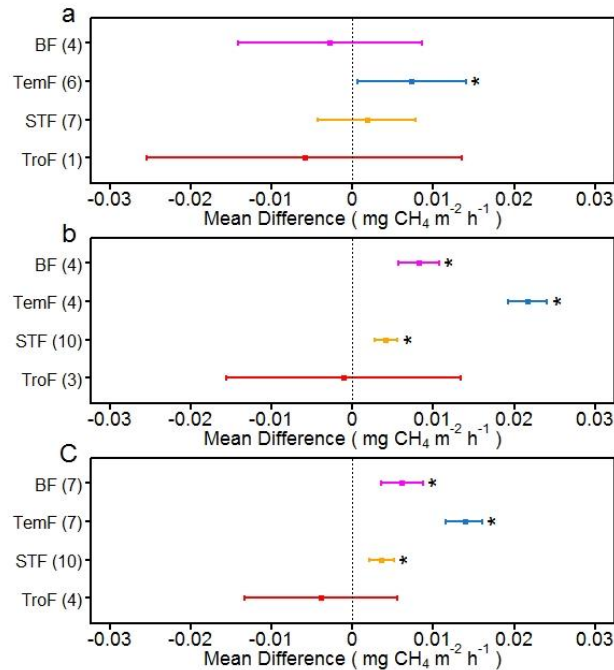 a
BF (4)
TemF (6)
*
STF (7)
TroF (1)
-0.03 -0.02 -0.01 0 0.01 0.02 0.03
Mean Difference ( mg CH₄ m⁻² h⁻¹ )
b
BF (4)
*
TemF (4)
*
STF (10)
*
TroF (3)
-0.03 -0.02 -0.01 0 0.01 0.02 0.03
Mean Difference ( mg CH₄ m⁻² h⁻¹ )
C
BF (7)
*
TemF (7)
*
STF (10)
*
TroF (4)
-0.03 -0.02 -0.01 0 0.01 0.02 0.03
Mean Difference ( mg CH₄ m⁻² h⁻¹ )